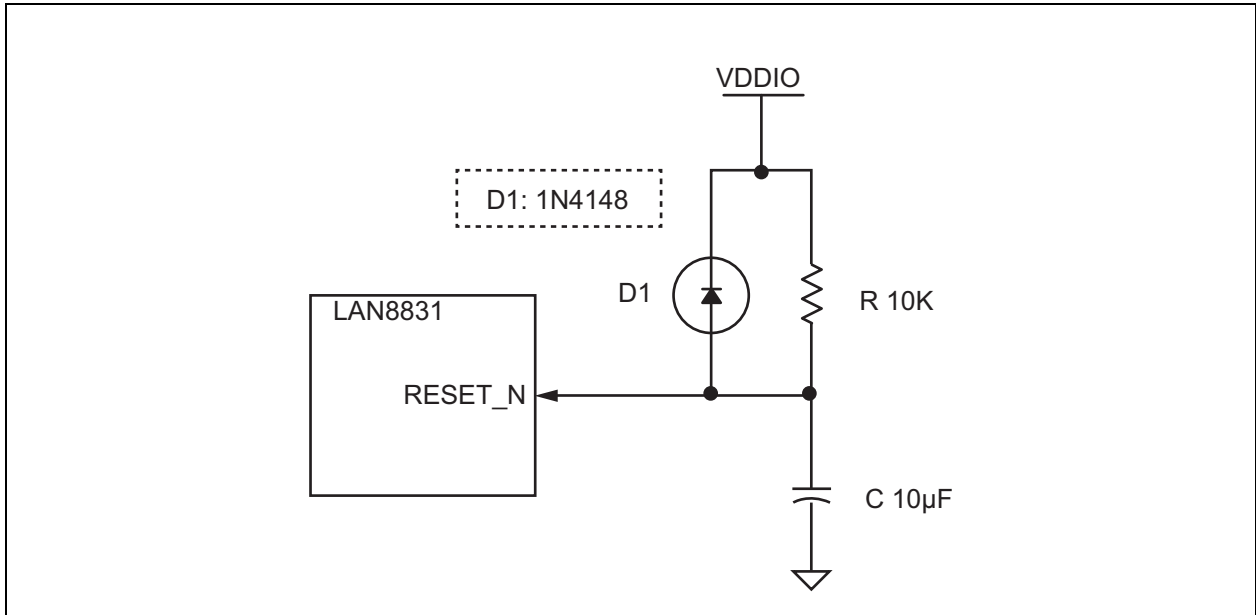 VDDIO
D1: 1N4148
D1
R 10K
LAN8831
RESET_N
C 10µF